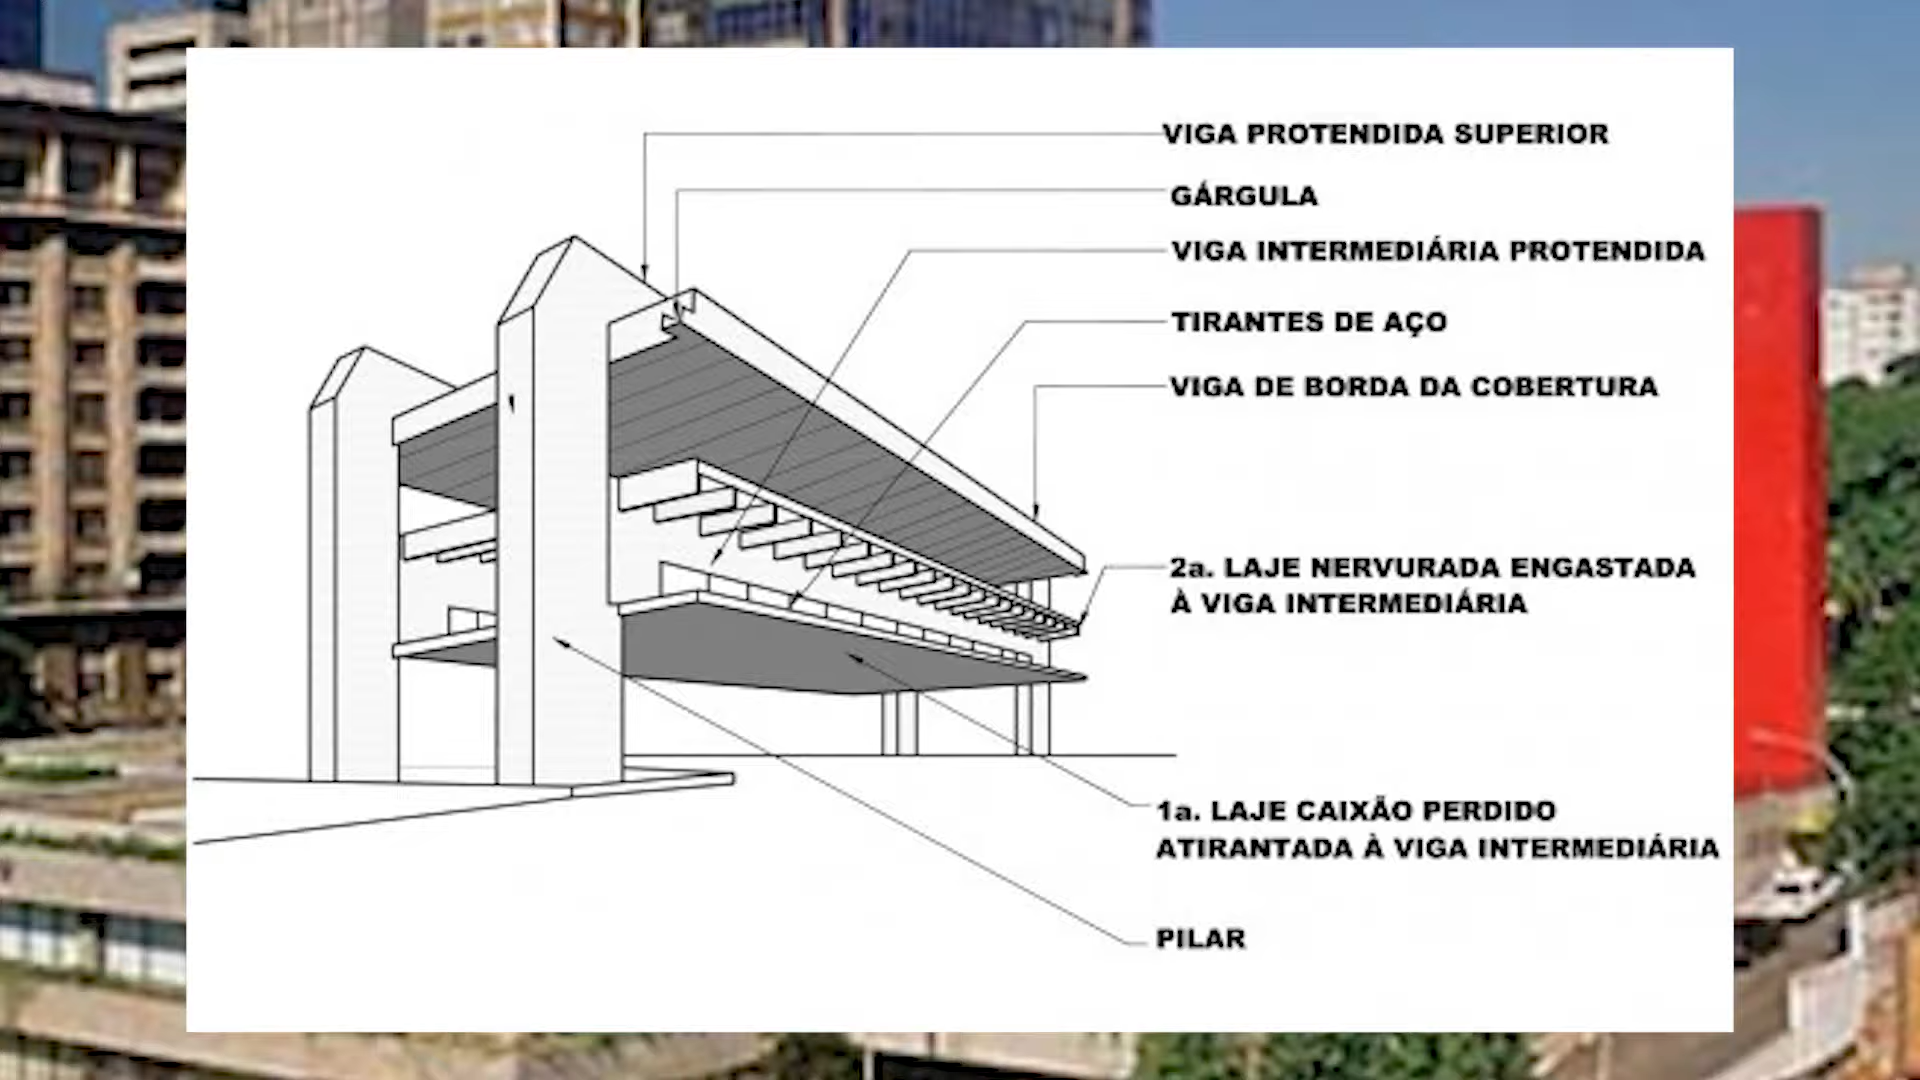 VIGA PROTENDIDA SUPERIOR
GÁRGULA
VIGA INTERMEDIÁRIA PROTENDIDA
TIRANTES DE AÇO
VIGA DE BORDA DA COBERTURA
2a. LAJE NERVURADA ENGASTADA
À VIGA INTERMEDIÁRIA
1a. LAJE CAIXÃO PERDIDO
ATIRANTADA À VIGA INTERMEDIÁRIA
PILAR